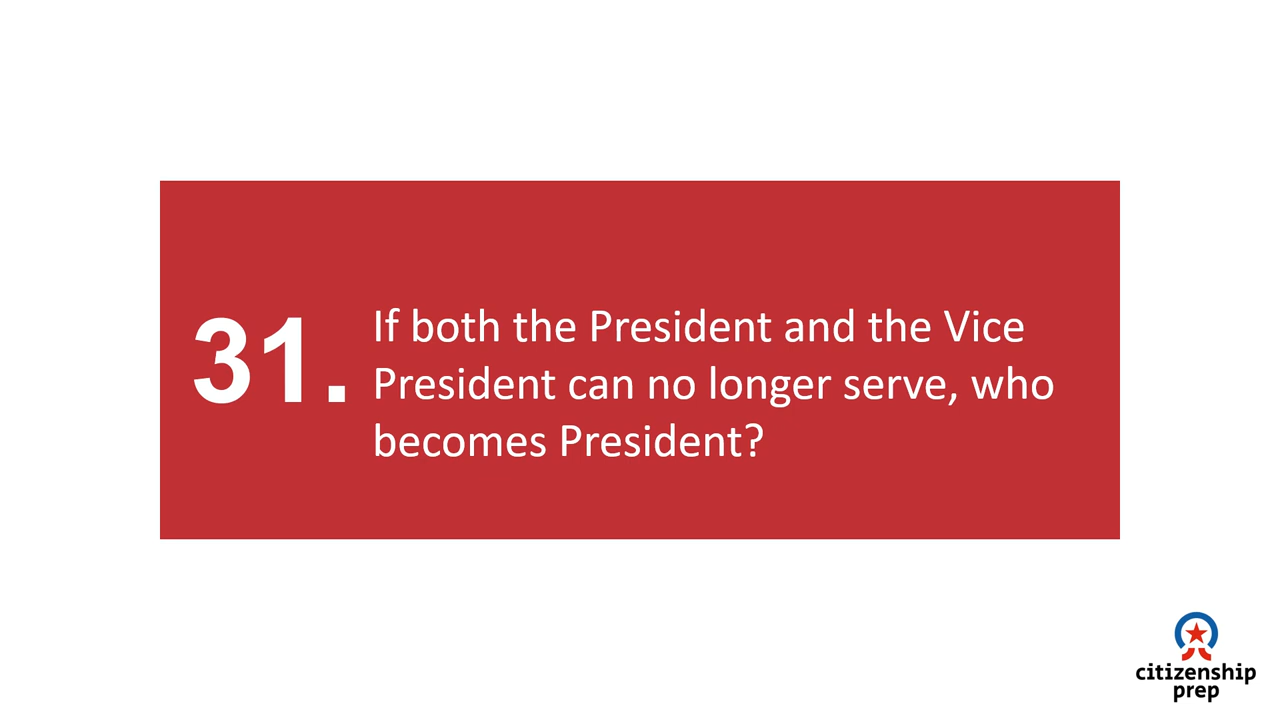 31.
If both the President and the Vice
President can no longer serve, who
becomes President?
citizenship
prep